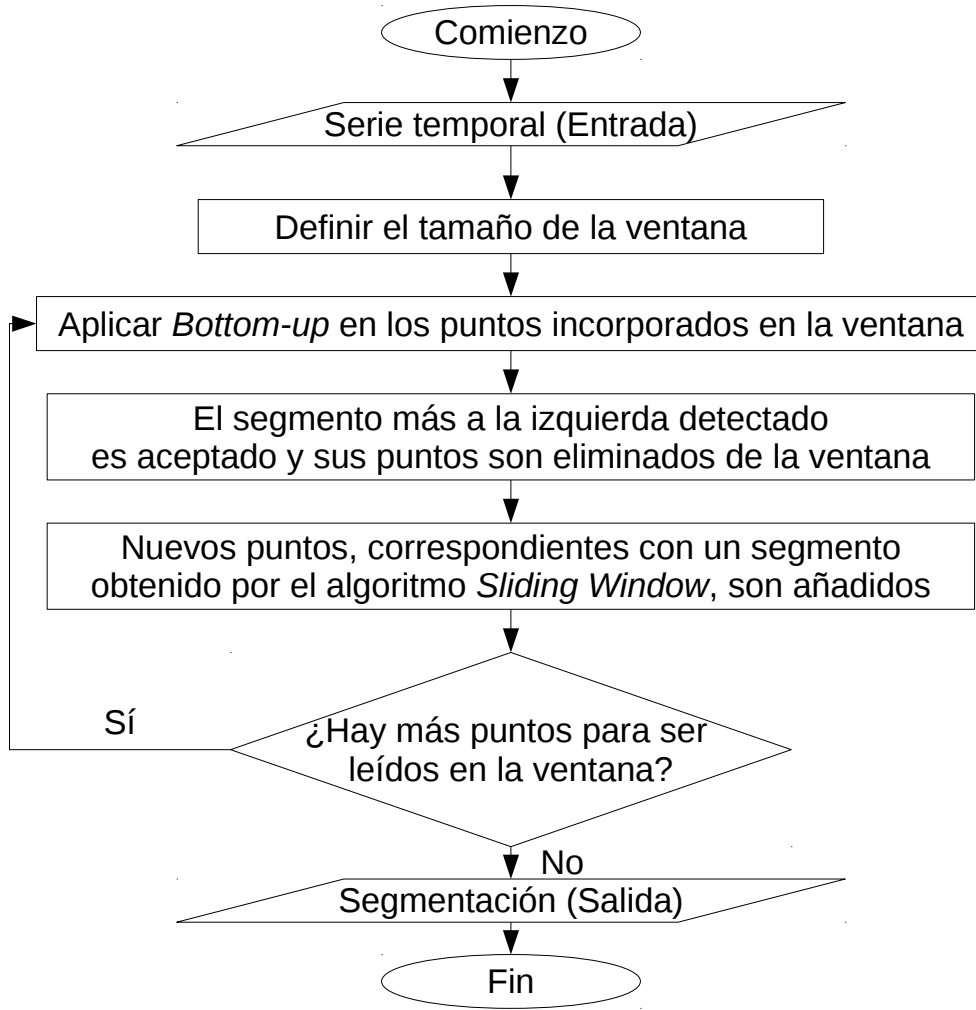 Comienzo
Serie temporal (Entrada)
Definir el tamaño de la ventana
Aplicar Bottom-up en los puntos incorporados en la ventana
El segmento más a la izquierda detectado
es aceptado y sus puntos son eliminados de la ventana
Nuevos puntos, correspondientes con un segmento
obtenido por el algoritmo Sliding Window, son añadidos
Sí
¿Hay más puntos para ser
leídos en la ventana?
No
Segmentación (Salida)
Fin